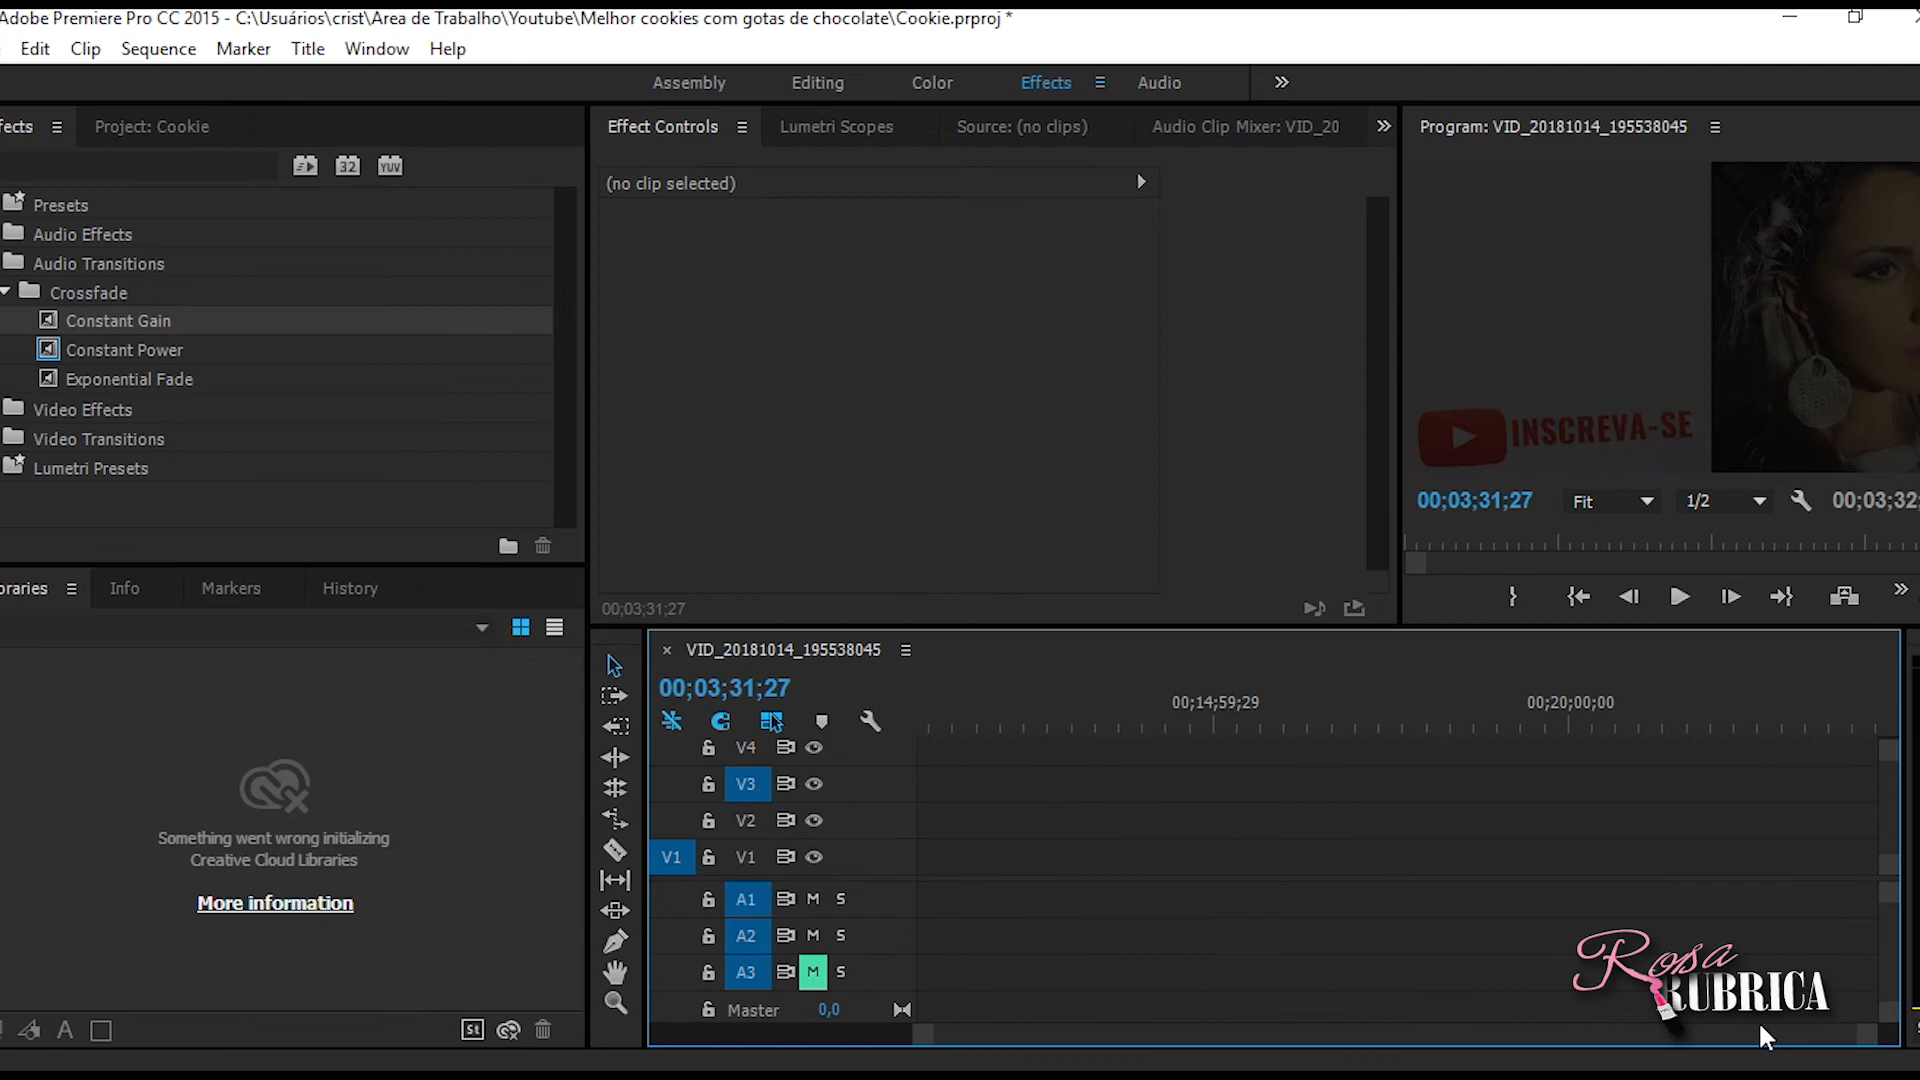 Adobe Premiere Pro CC 2015 - C:\Usuários\crist\Área de Trabalho\Youtube\Melhor cookies com gotas de chocolate\Cookie.prproj *
Edit Clip Sequence Marker Title Window Help
Assembly Editing Color Effects Audio
fects Project: Cookie
Effect Controls Lumetri Scopes Source: (no clips) Audio Clip Mixer: VID_20
Program: VID_20181014_195538045
32 YUV
(no clip selected)
Presets
Audio Effects
Audio Transitions
Crossfade
Constant Gain
Constant Power
Exponential Fade
Video Effects
Video Transitions
Lumetri Presets
INSCREVA-SE
00;03;31;27 Fit 1/2 00;03;32;
00;03;31;27
oraries Info Markers History
Something went wrong initializing
Creative Cloud Libraries
More information
St
VID_20181014_195538045
00;03;31;27
00;14;59;29 00;20;00;00
V4
V3
V2
V1 V1
A1 M S
A2 M S
A3 M S
Master 0,0
Rosa
RUBRICA